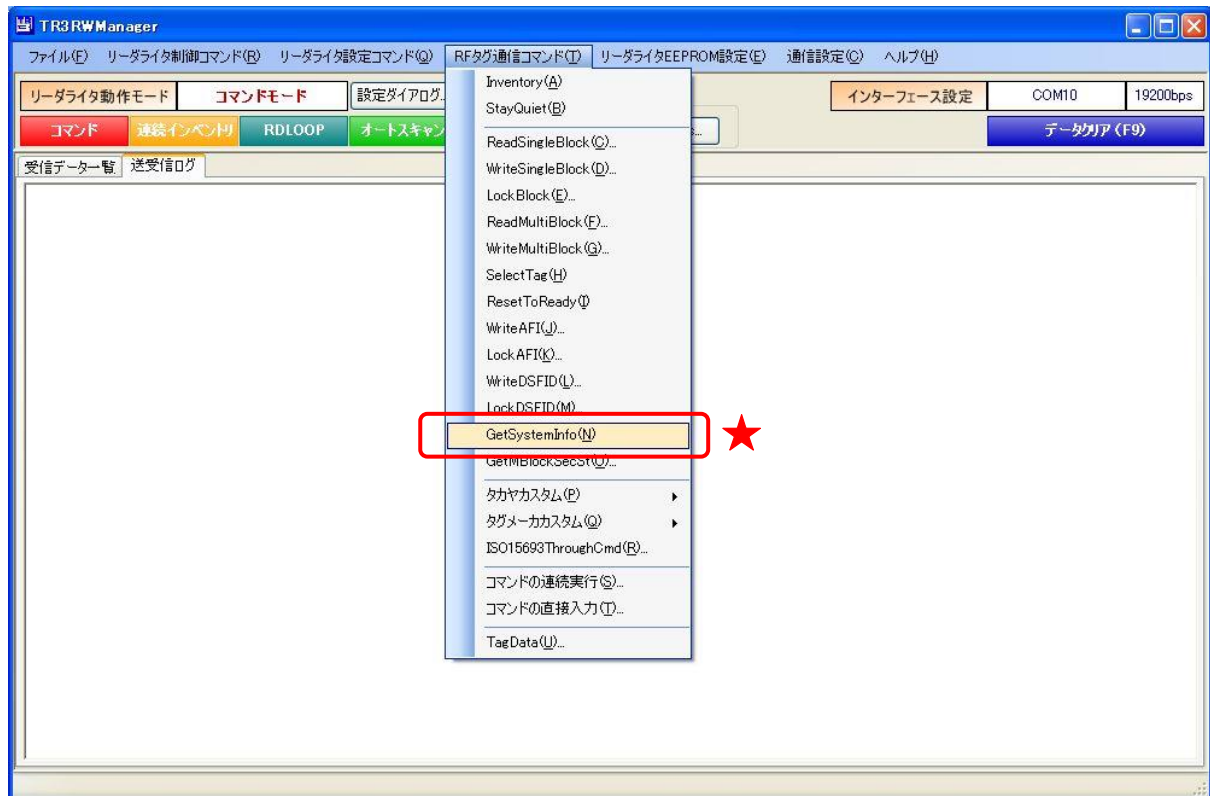 TR3RWManager
ファイル(F) リーダライタ制御コマンド(R) リーダライタ設定コマンド(Q) RFタグ通信コマンド(T) リーダライタEEPROM設定(E) 通信設定(C) ヘルプ(H)
リーダライタ動作モード コマンドモード 設定ダイアログ... インターフェース設定 COM10 19200bps
コマンド 連続インベントリ RDLOOP オートスキャン データクリア(F9)
受信データ一覧 送受信ログ
Inventory(A)
StayQuiet(B)
ReadSingleBlock(C)...
WriteSingleBlock(D)...
LockBlock(E)...
ReadMultiBlock(F)...
WriteMultiBlock(G)...
SelectTag(H)
ResetToReady(I)
WriteAFI(J)...
LockAFI(K)...
WriteDSFID(L)...
LockDSFID(M)
GetSystemInfo(N)
GetMBlockSecSt(U)...
タカヤカスタム(P)
タグメーカカスタム(Q)
ISO15693ThroughCmd(R)...
コマンドの連続実行(S)...
コマンドの直接入力(T)...
TagData(U)...